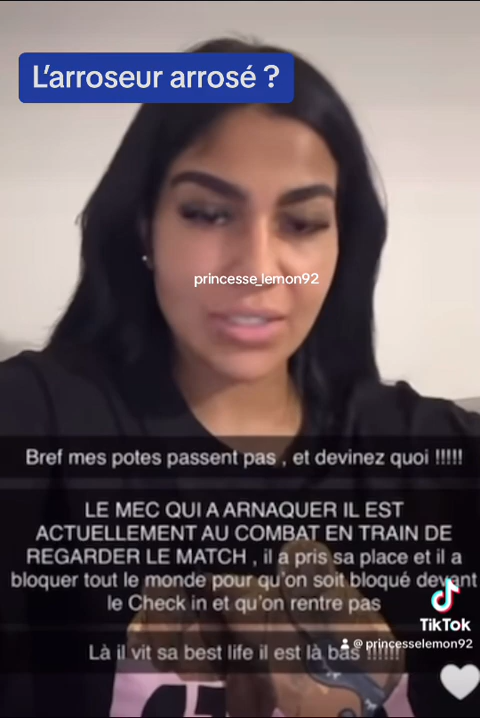 L'arroseur arrosé ?
princesse_lemon92
Bref mes potes passent pas , et devinez quoi !!!!!
LE MEC QUI A ARNAQUER IL EST
ACTUELLEMENT AU COMBAT EN TRAIN DE
REGARDER LE MATCH , il a pris sa place et il a
bloquer tout le monde pour qu'on soit bloqué devant
le Check in et qu'on rentre pas
TikTok
@princesselemon92
Là il vit sa best life il est là bas !!!!!!